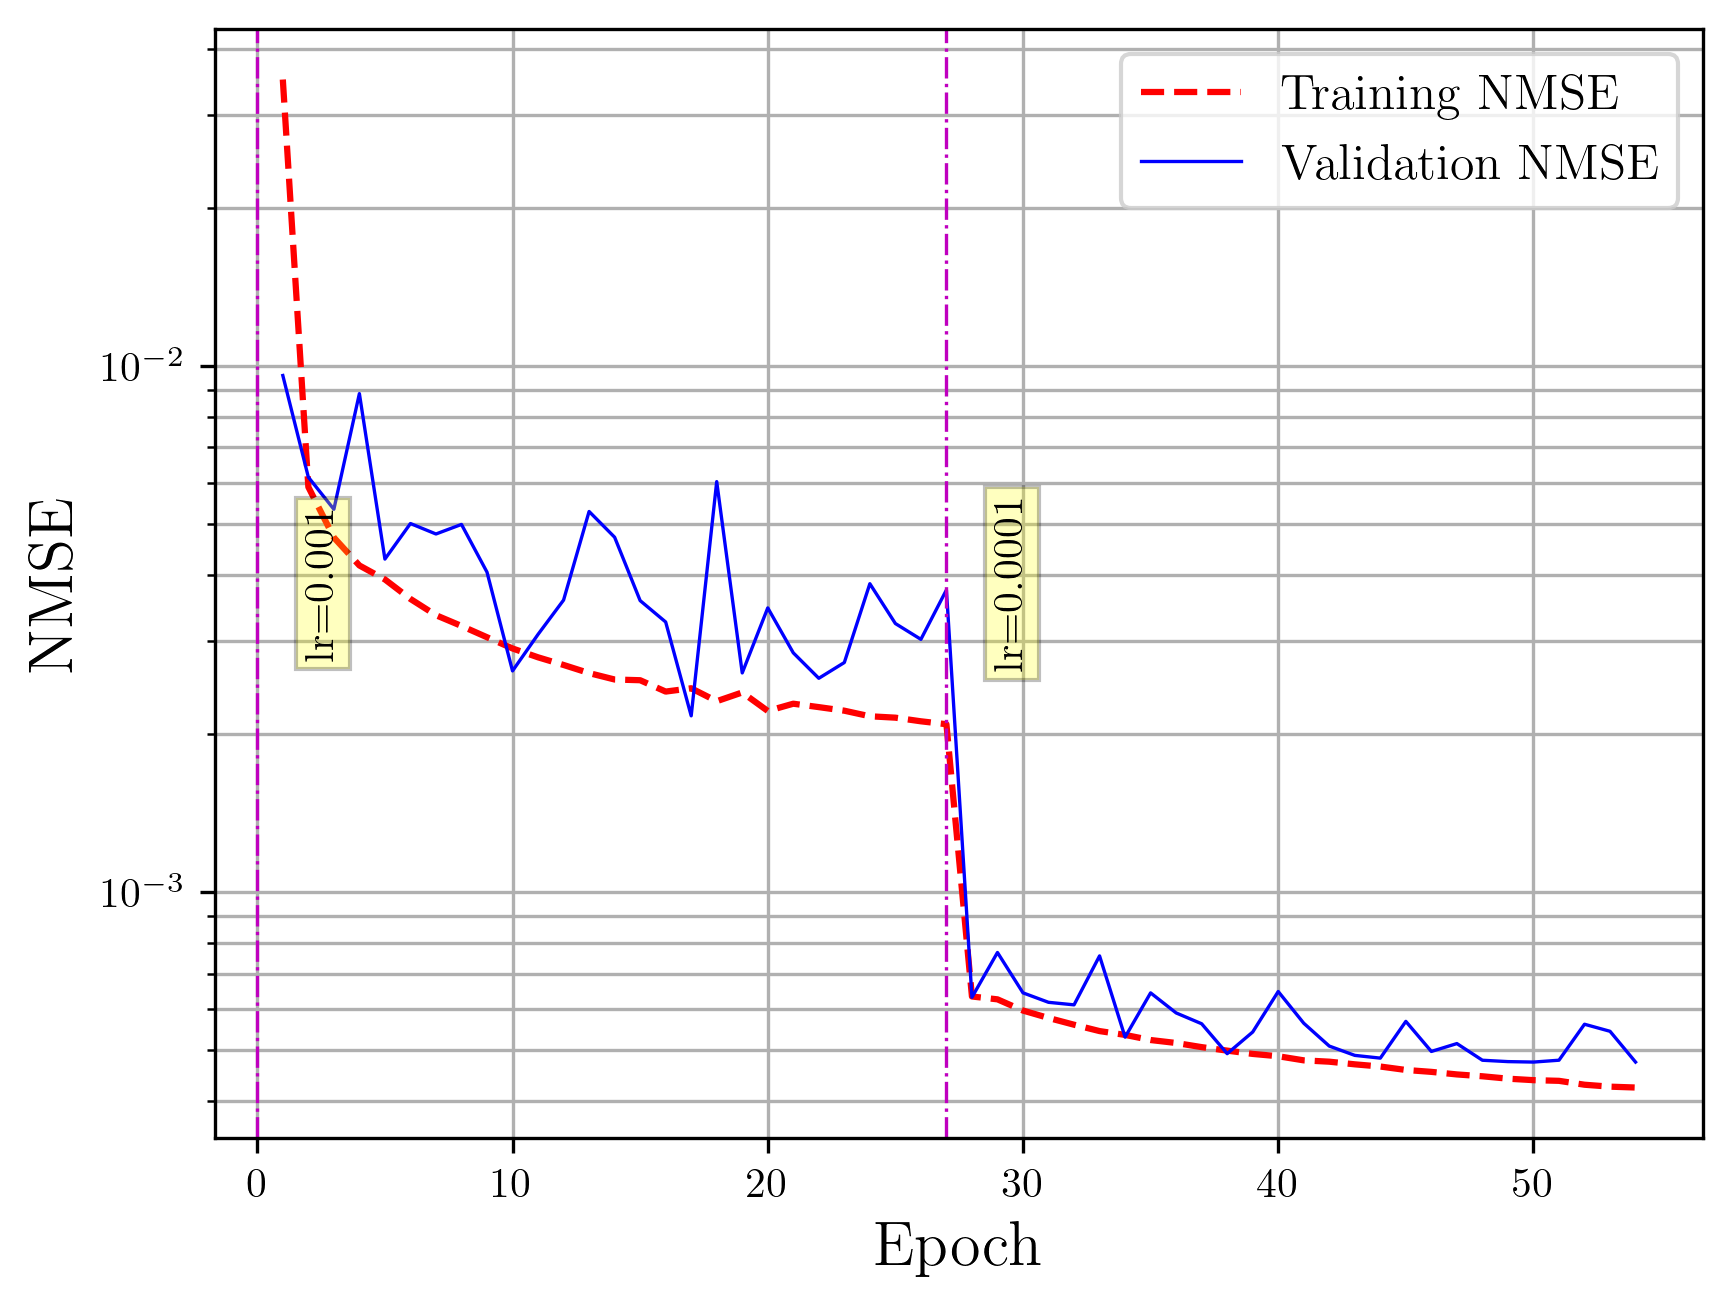 Training NMSE
Validation NMSE
NMSE
10⁻²
10⁻³
lr=0.001
lr=0.0001
0 10 20 30 40 50
Epoch